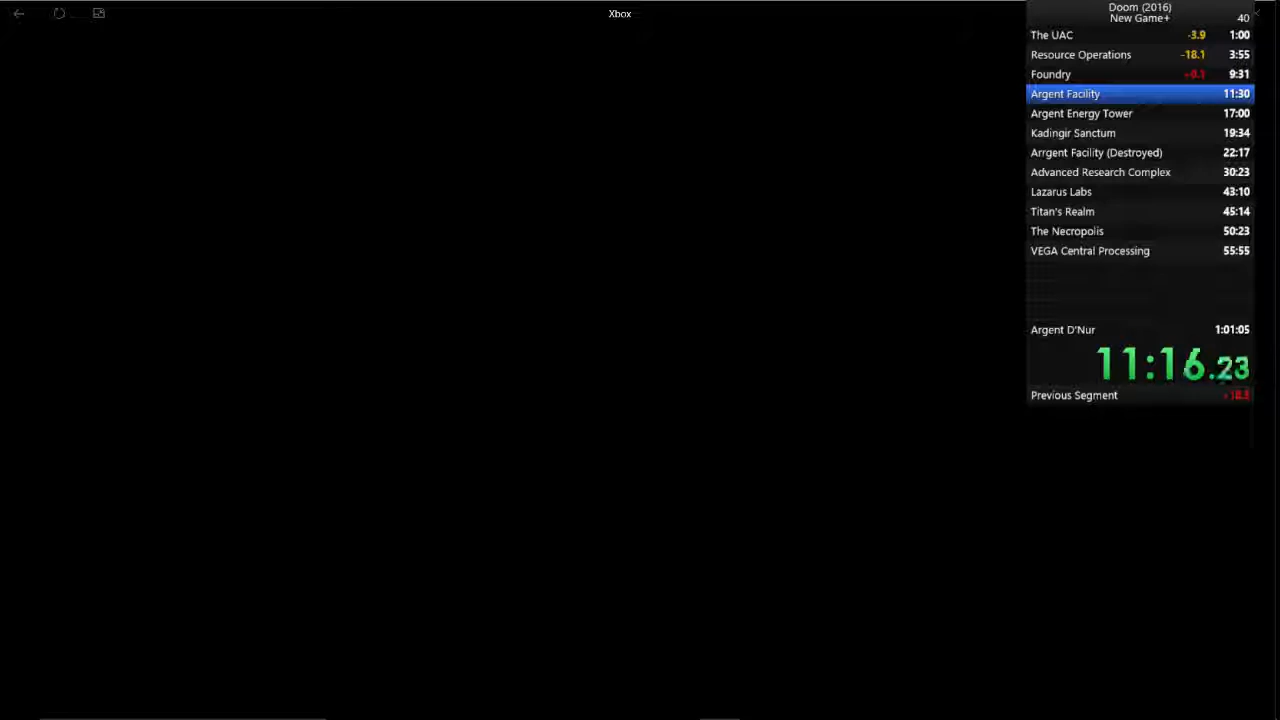 Xbox
Doom (2016)
New Game+ 40
The UAC -3.9 1:00
Resource Operations -18.1 3:55
Foundry +0.1 9:31
Argent Facility 11:30
Argent Energy Tower 17:00
Kadingir Sanctum 19:34
Arrgent Facility (Destroyed) 22:17
Advanced Research Complex 30:23
Lazarus Labs 43:10
Titan's Realm 45:14
The Necropolis 50:23
VEGA Central Processing 55:55
Argent D'Nur 1:01:05
11:16.23
Previous Segment